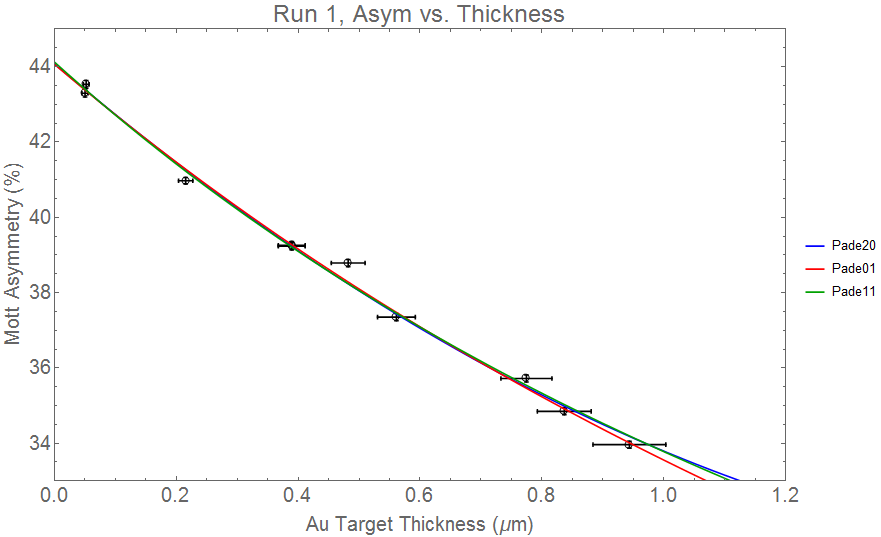 Run 1, Asym vs. Thickness
44
42
40
38
36
34
Mott Asymmetry (%)
0.0 0.2 0.4 0.6 0.8 1.0 1.2
Au Target Thickness (μm)
Pade20
Pade01
Pade11